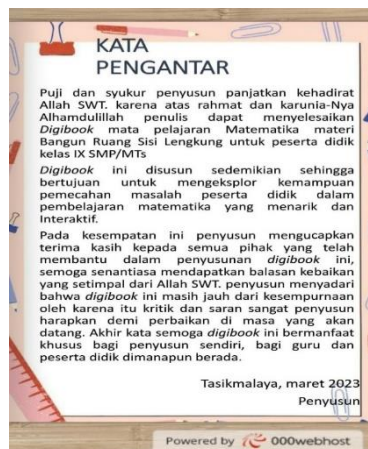 KATA
PENGANTAR
Puji dan syukur penyusun panjatkan kehadirat
Allah SWT. karena atas rahmat dan karunia-Nya
Alhamdulillah penulis dapat menyelesaikan
Digibook mata pelajaran Matematika materi
Bangun Ruang Sisi Lengkung untuk peserta didik
kelas IX SMP/MTs
Digibook ini disusun sedemikian sehingga
bertujuan untuk mengeksplor kemampuan
pemecahan masalah peserta didik dalam
pembelajaran matematika yang menarik dan
Interaktif.
Pada kesempatan ini penyusun mengucapkan
terima kasih kepada semua pihak yang telah
membantu dalam penyusunan digibook ini,
semoga senantiasa mendapatkan balasan kebaikan
yang setimpal dari Allah SWT. penyusun menyadari
bahwa digibook ini masih jauh dari kesempurnaan
oleh karena itu kritik dan saran sangat penyusun
harapkan demi perbaikan di masa yang akan
datang. Akhir kata semoga digibook ini bermanfaat
khusus bagi penyusun sendiri, bagi guru dan
peserta didik dimanapun berada.
Tasikmalaya, maret 2023
Penyusun
Powered by 000webhost